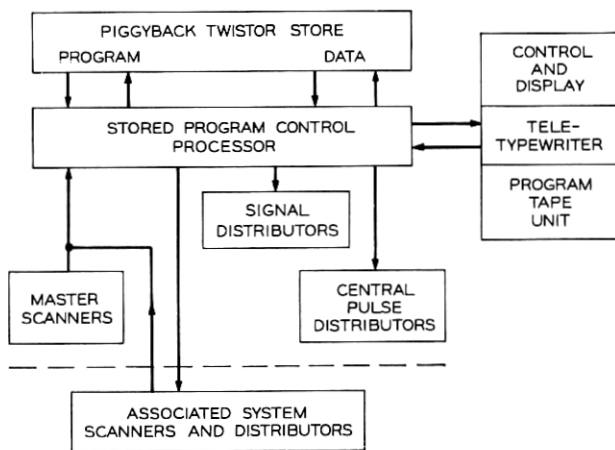 PIGGYBACK TWISTOR STORE
PROGRAM DATA
STORED PROGRAM CONTROL
PROCESSOR
CONTROL
AND
DISPLAY
TELE-
TYPEWRITER
PROGRAM
TAPE
UNIT
SIGNAL
DISTRIBUTORS
MASTER
SCANNERS
CENTRAL
PULSE
DISTRIBUTORS
ASSOCIATED SYSTEM
SCANNERS AND DISTRIBUTORS